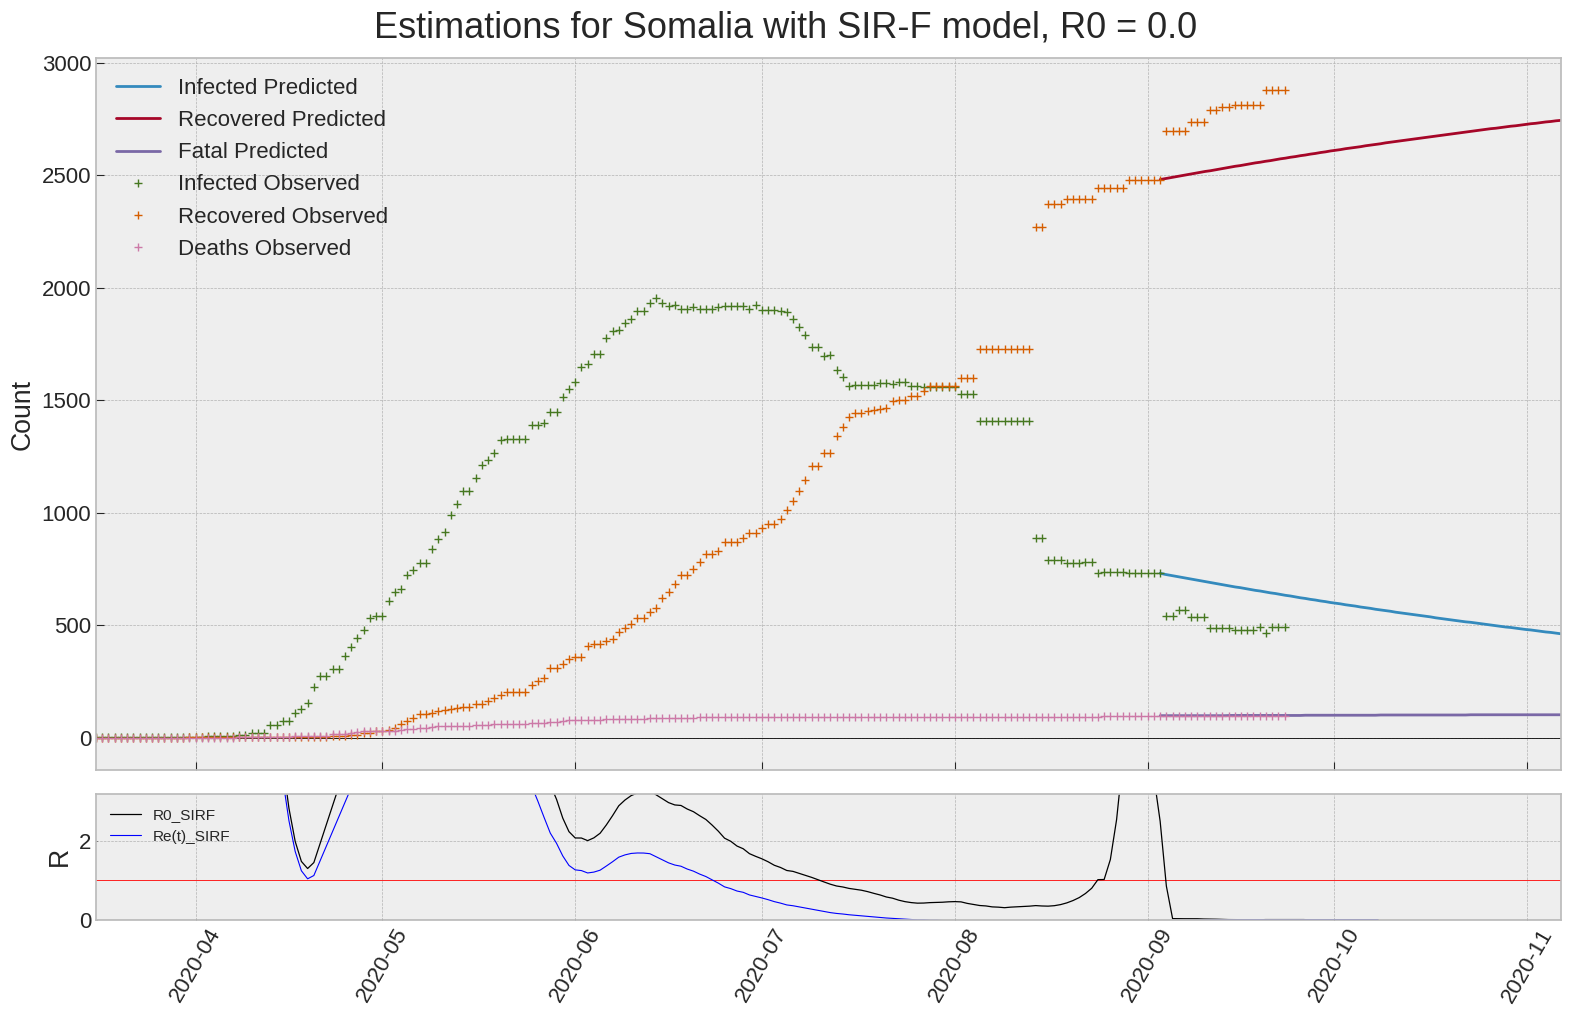 Estimations for Somalia with SIR-F model, R0 = 0.0
3000
2500
2000
1500
1000
500
0
Count
Infected Predicted
Recovered Predicted
Fatal Predicted
Infected Observed
Recovered Observed
Deaths Observed
2
0
R
R0_SIRF
Re(t)_SIRF
2020-04
2020-05
2020-06
2020-07
2020-08
2020-09
2020-10
2020-11